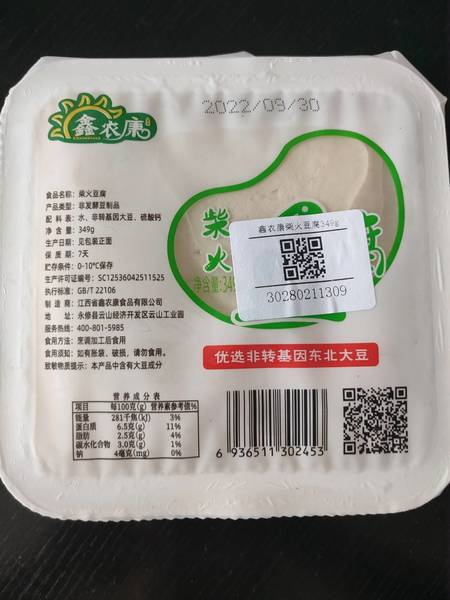 鑫农康
2022/09/30
食品名称：柴火豆腐
产品类型：非发酵豆制品
配 料 表：水、非转基因大豆、硫酸钙
净 含 量：349g
生产日期：见包装正面
保 质 期：7天
贮存条件：0-10°C保存
生产许可证编号：SC12536042511525
执行标准：GB/T 22106
制 造 商：江西省鑫农康食品有限公司
地 址：永修县云山经济开发区云山工业园
服务热线：400-801-5985
食用方法：烹调加工后食用
食用须知：如有胀袋、破损，请勿食用。
致敏物质提示：本产品中含有大豆成分
柴
火
净含量:34
鑫农康柴火豆腐349g
30280211309
优选非转基因东北大豆
营 养 成 分 表
项目 每100克(g) 营养素参考值%
能量 281千焦(kJ) 3%
蛋白质 6.5克(g) 11%
脂肪 2.5克(g) 4%
碳水化合物 3.0克(g) 1%
钠 4毫克(mg) 0%
6 936511 302453